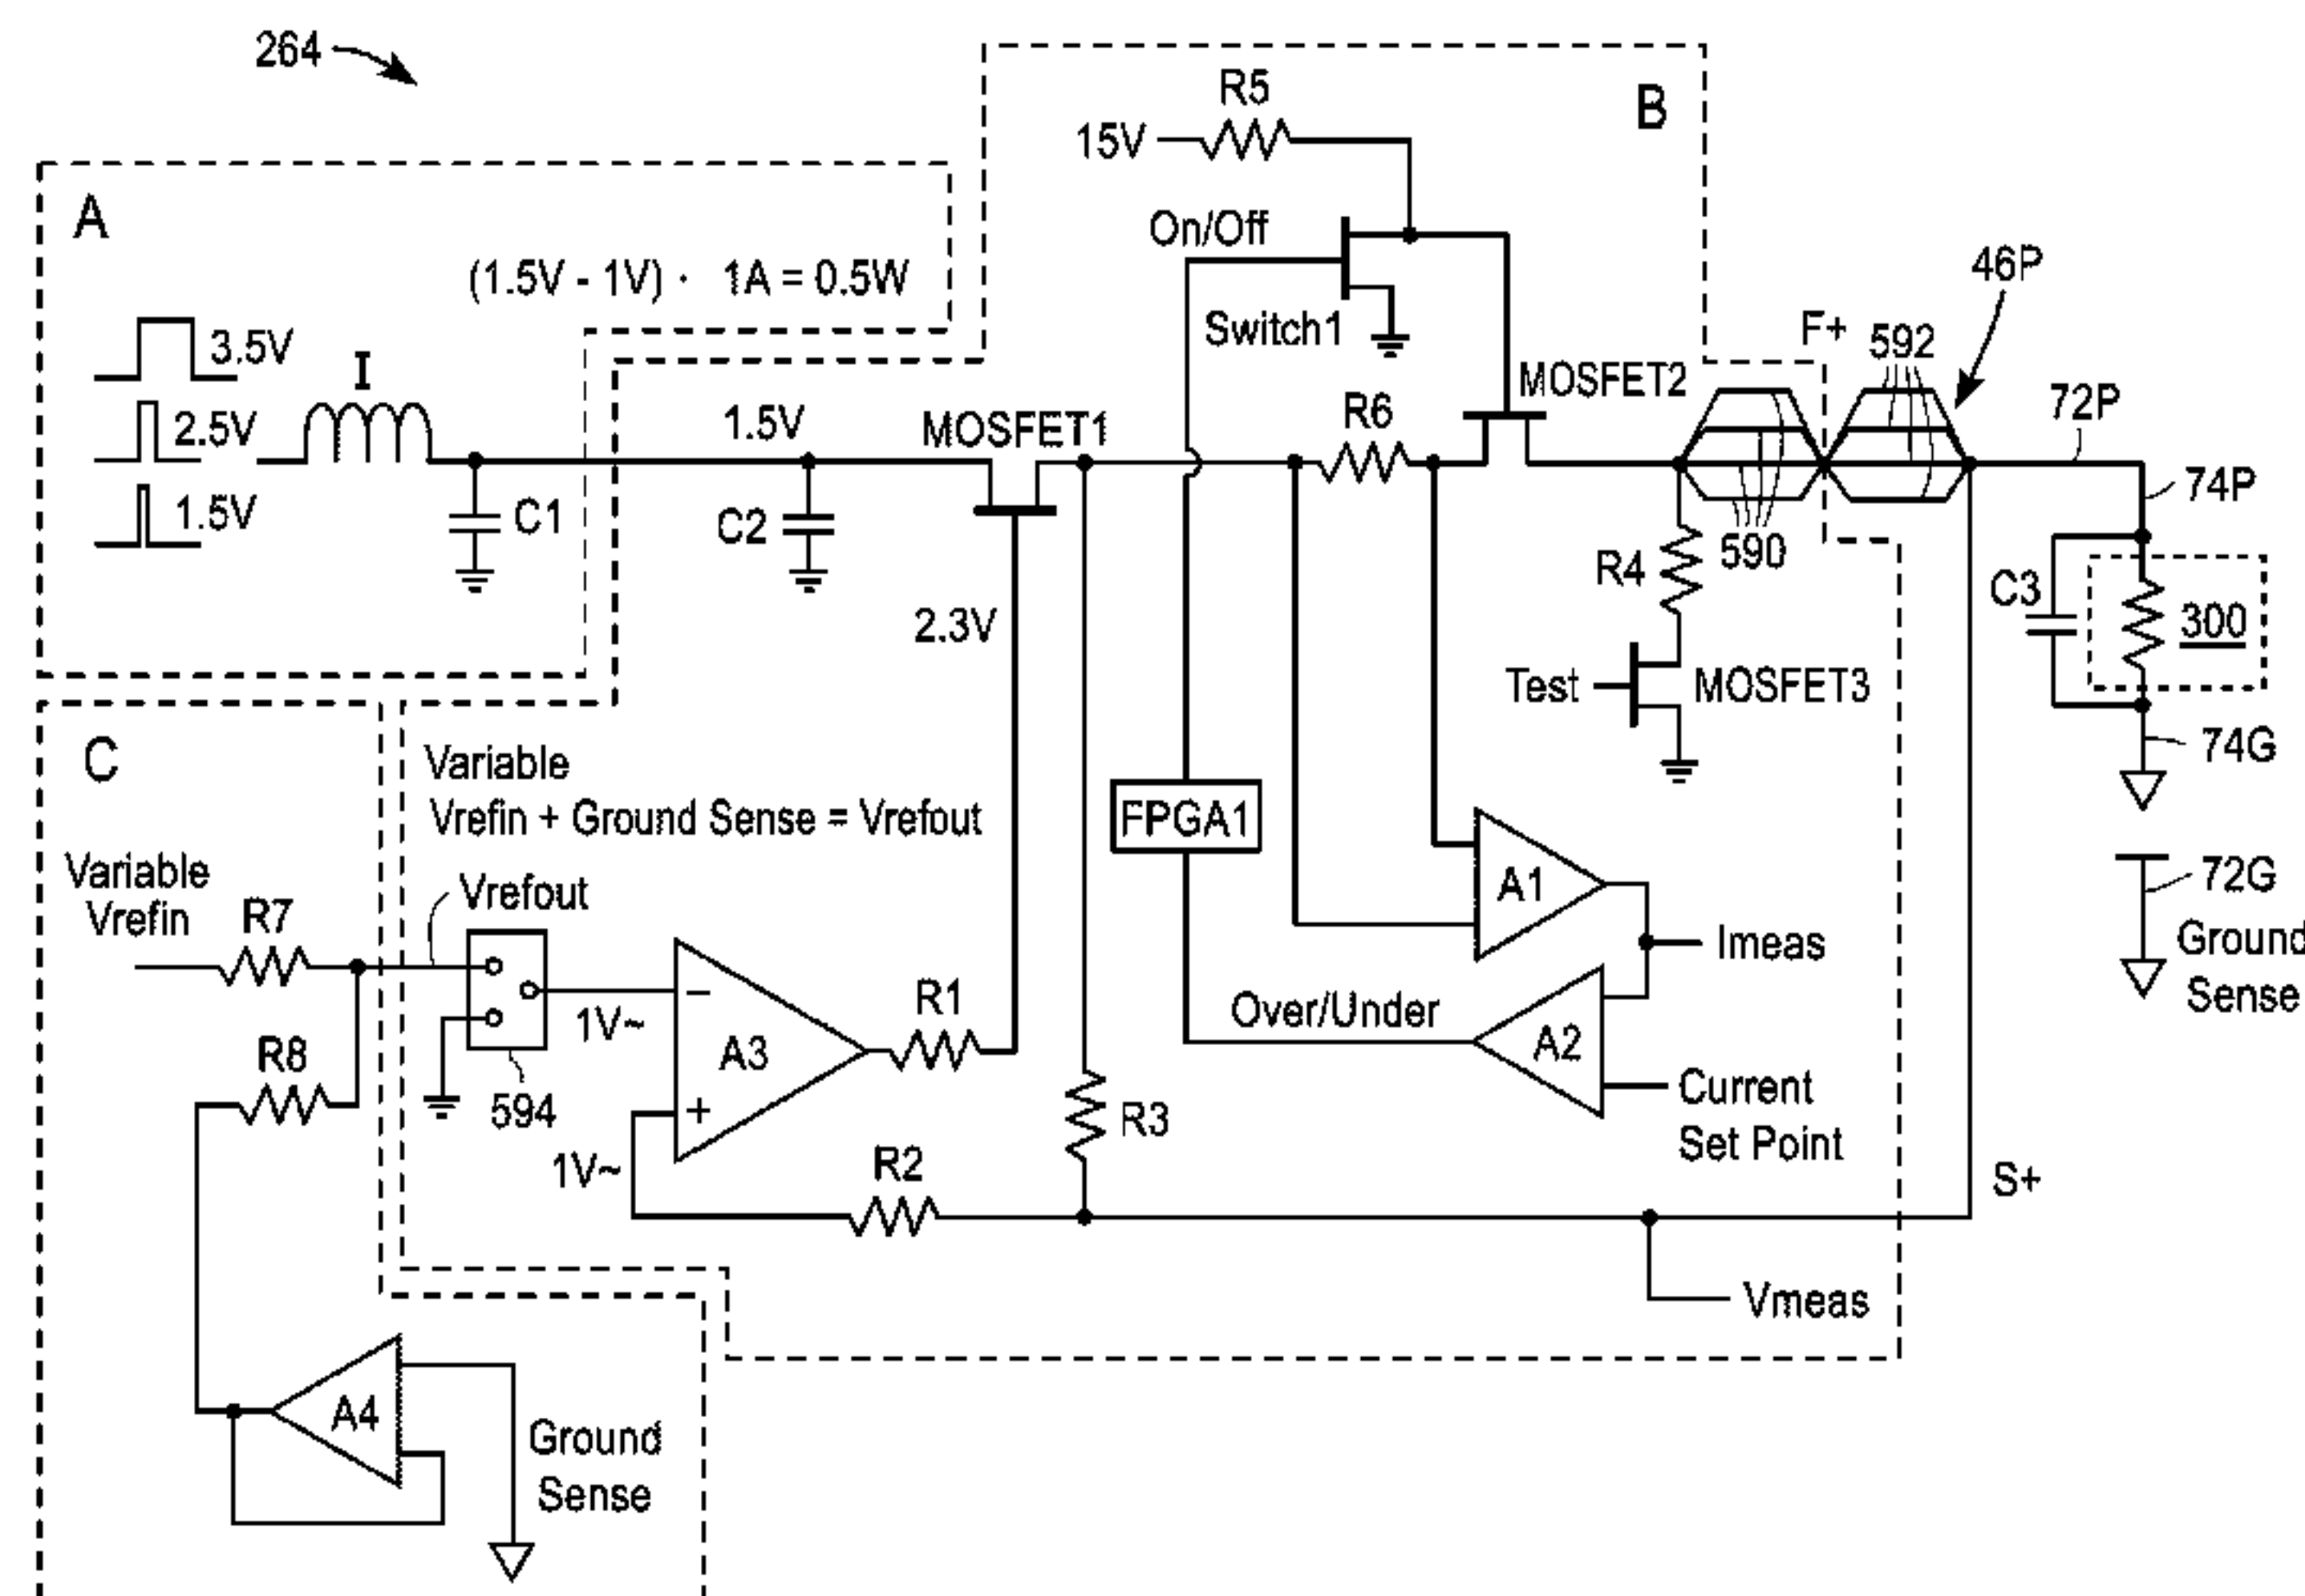 264
A
(1.5V - 1V) · 1A = 0.5W
3.5V
2.5V
1.5V
I
C1
B
R5
15V
On/Off
Switch1
1.5V
MOSFET1
C2
2.3V
R6
MOSFET2
F+
592
46P
72P
74P
590
R4
Test
MOSFET3
C3
300
74G
72G
Ground
Sense
C
Variable
Vrefin + Ground Sense = Vrefout
Variable
Vrefin
R7
Vrefout
R8
594
1V~
A3
−
+
1V~
R1
R2
R3
FPGA1
A1
Imeas
Over/Under
A2
Current
Set Point
S+
Vmeas
A4
Ground
Sense